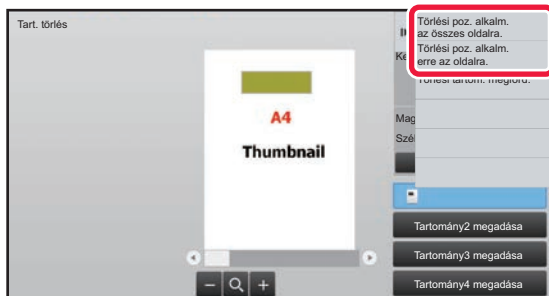 Tart. törlés
Törlési poz. alkalm.
az összes oldalra.
Törlési poz. alkalm.
erre az oldalra.
Törlési tartom. megford.
A4
Thumbnail
Tartomány2 megadása
Tartomány3 megadása
Tartomány4 megadása